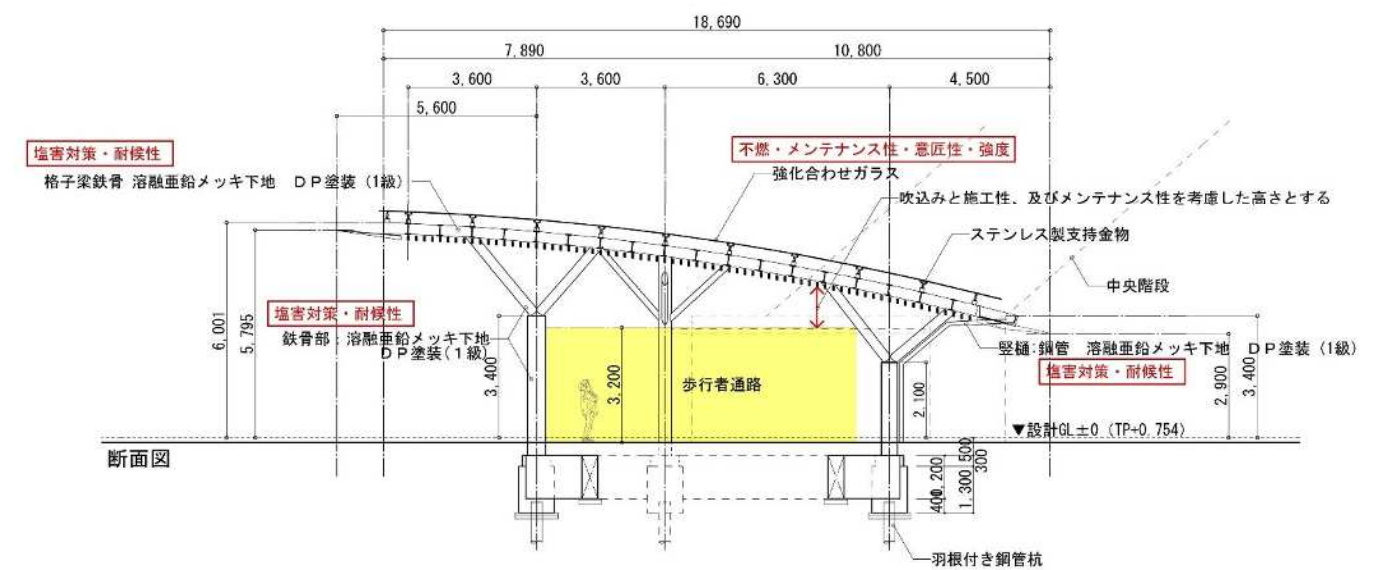 18,690
7,890
10,800
3,600
3,600
6,300
4,500
5,600
塩害対策・耐候性
不燃・メンテナンス性・意匠性・強度
格子梁鉄骨 溶融亜鉛メッキ下地 DP塗装(1級)
強化合わせガラス
吹込みと施工性、及びメンテナンス性を考慮した高さとする
ステンレス製支持金物
中央階段
塩害対策・耐候性
鉄骨部:溶融亜鉛メッキ下地
DP塗装(1級)
6,001
5,795
3,400
3,200
歩行者通路
2,100
竪樋:鋼管 溶融亜鉛メッキ下地 DP塗装(1級)
塩害対策・耐候性
2,900
3,400
▼設計GL±0 (TP+0.754)
断面図
500
300
1,300
400
羽根付き鋼管杭